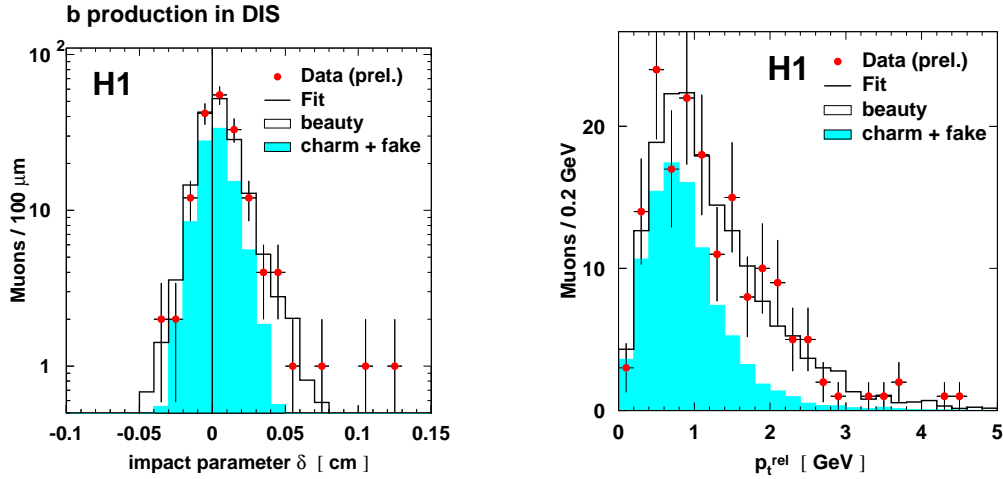 b production in DIS
H1
Data (prel.)
Fit
beauty
charm + fake
Muons / 100 μm
10 2
10
1
-0.1
-0.05
0
0.05
0.1
0.15
impact parameter δ [ cm ]
H1
Data (prel.)
Fit
beauty
charm + fake
Muons / 0.2 GeV
20
10
0
0
1
2
3
4
5
p_t^rel [ GeV ]